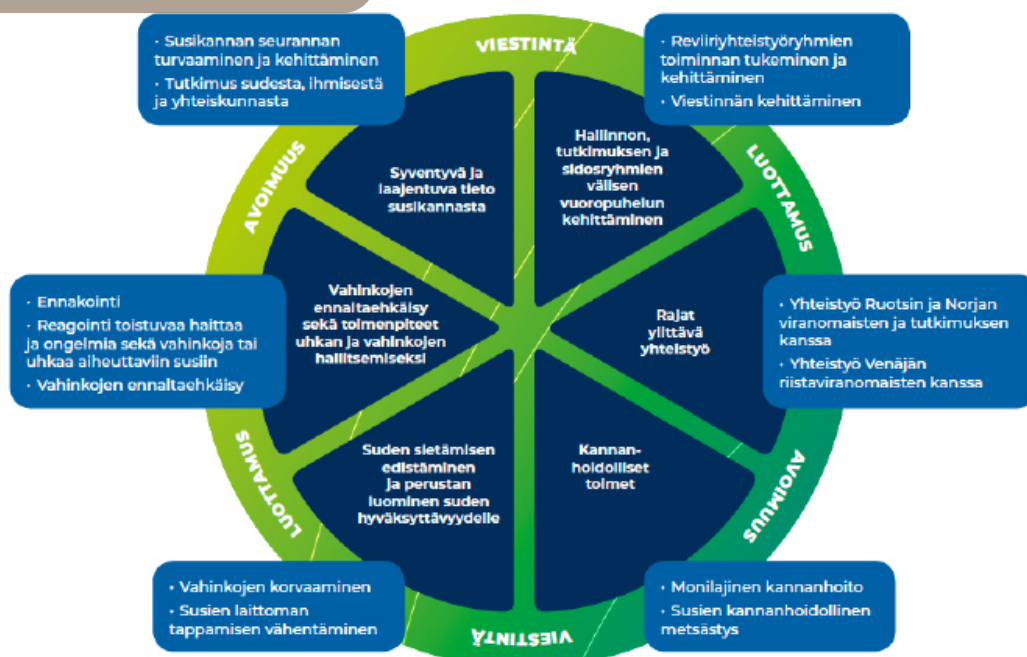 VIESTINTÄ
· Susikannan seurannan
turvaaminen ja kehittäminen
· Tutkimus sudesta, ihmisestä
ja yhteiskunnasta
· Reviiriyhteistyöryhmien
toiminnan tukeminen ja
kehittäminen
· Viestinnän kehittäminen
AVOIMUUS
Syventyvä ja
laajentuva tieto
susikannasta
Hallinnon,
tutkimuksen ja
sidosryhmien
välisen
vuoropuhelun
kehittäminen
LUOTTAMUS
· Ennakointi
· Reagointi toistuvaa haittaa
ja ongelmia sekä vahinkoja tai
uhkaa aiheuttaviin susiin
· Vahinkojen ennaltaehkäisy
Vahinkojen
ennaltaehkäisy
sekä toimenpiteet
uhkan ja vahinkojen
hallitsemiseksi
Rajat
ylittävä
yhteistyö
· Yhteistyö Ruotsin ja Norjan
viranomaisten ja tutkimuksen
kanssa
· Yhteistyö Venäjän
riistaviranomaisten kanssa
LUOTTAMUS
Suden sietämisen
edistäminen
ja perustan
luominen suden
hyväksyttävyydelle
Kannan-
hoidolliset
toimet
AVOIMUUS
· Vahinkojen korvaaminen
· Susien laittoman
tappamisen vähentäminen
· Monilajinen kannanhoito
· Susien kannanhoidollinen
metsästys
VIESTINTÄ